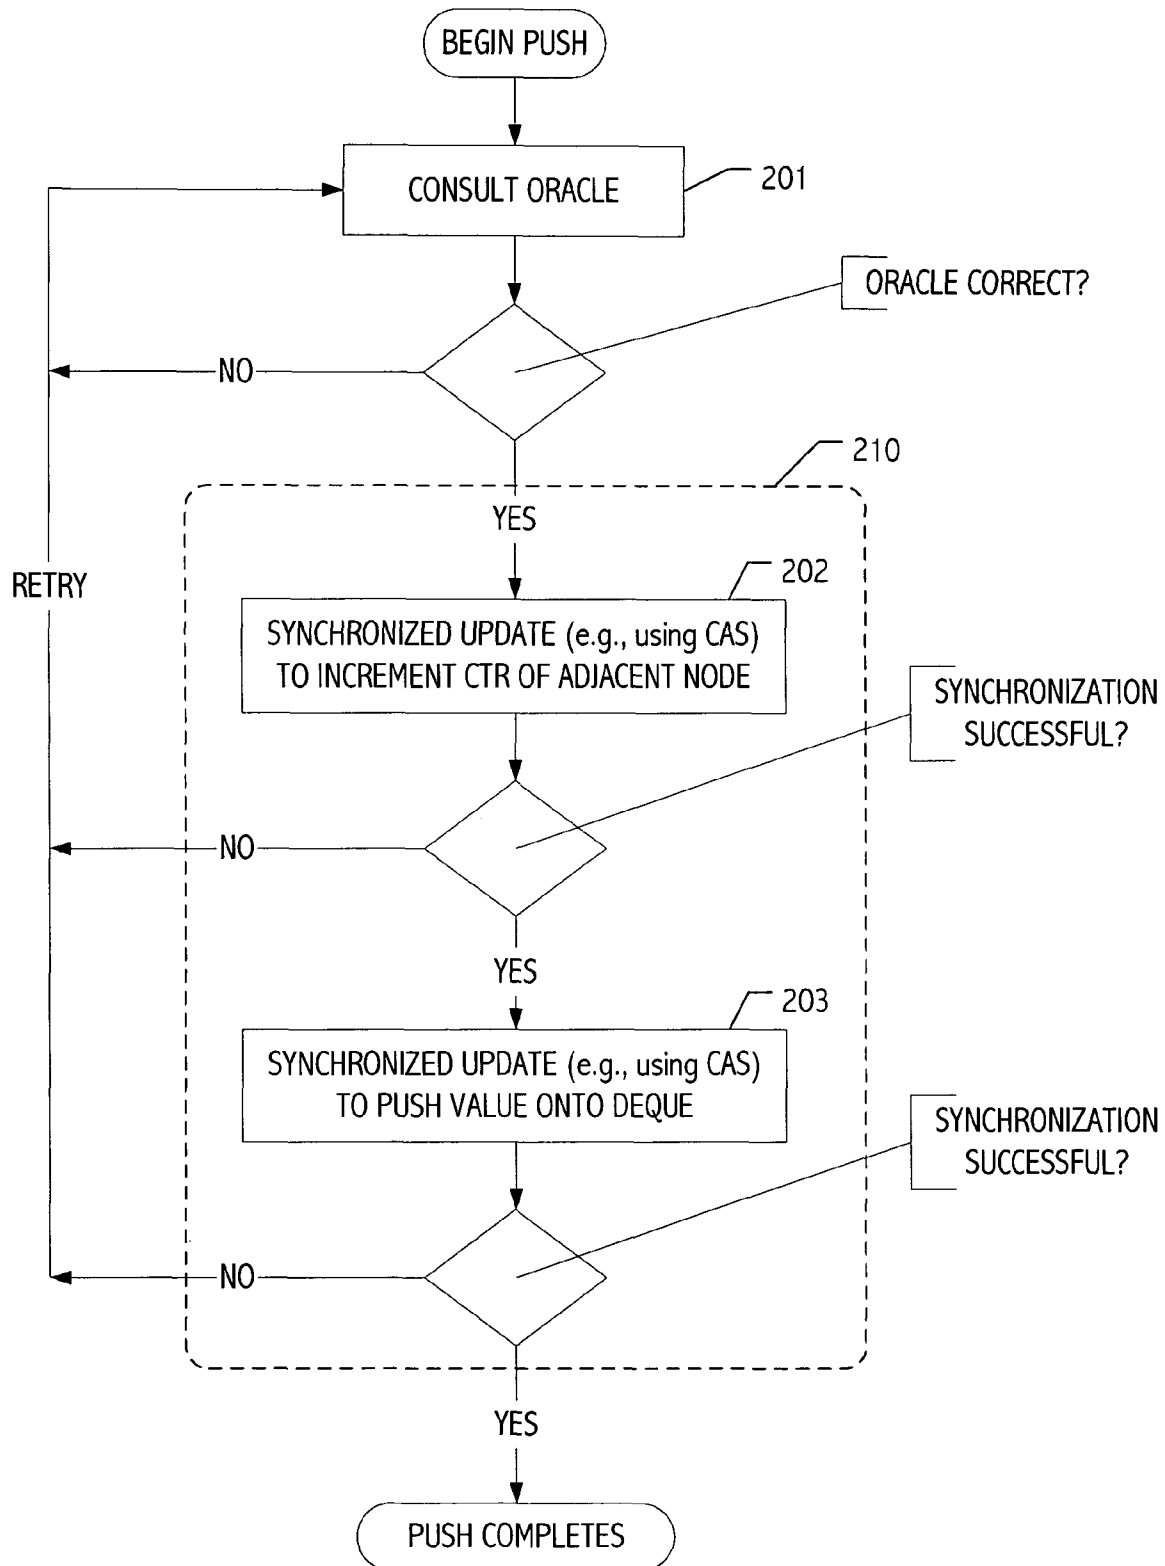 BEGIN PUSH
CONSULT ORACLE
201
ORACLE CORRECT?
NO
210
YES
RETRY
202
SYNCHRONIZED UPDATE (e.g., using CAS)
TO INCREMENT CTR OF ADJACENT NODE
SYNCHRONIZATION
SUCCESSFUL?
NO
YES
203
SYNCHRONIZED UPDATE (e.g., using CAS)
TO PUSH VALUE ONTO DEQUE
SYNCHRONIZATION
SUCCESSFUL?
NO
YES
PUSH COMPLETES